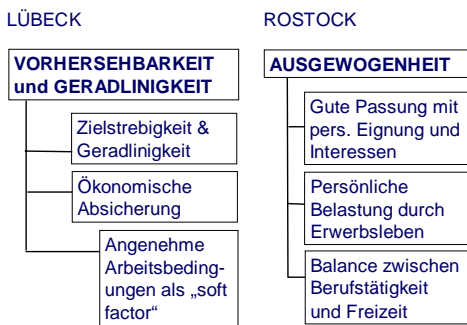 LÜBECK
VORHERSEHBARKEIT
und GERADLINIGKEIT
Zielstrebigkeit &
Geradlinigkeit
Ökonomische
Absicherung
Angenehme
Arbeitsbeding-
ungen als „soft
factor“
ROSTOCK
AUSGEWOGENHEIT
Gute Passung mit
pers. Eignung und
Interessen
Persönliche
Belastung durch
Erwerbsleben
Balance zwischen
Berufstätigkeit
und Freizeit